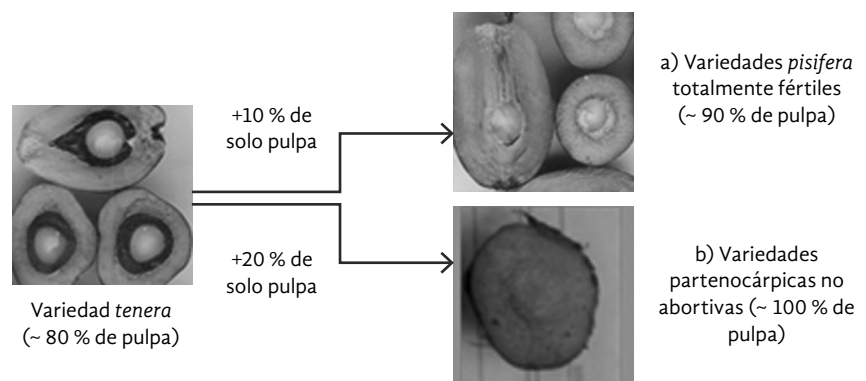 +10 % de
solo pulpa
a) Variedades pisifera
totalmente fértiles
(~ 90 % de pulpa)
+20 % de
solo pulpa
Variedad tenera
(~ 80 % de pulpa)
b) Variedades
partenocárpicas no
abortivas (~ 100 % de
pulpa)